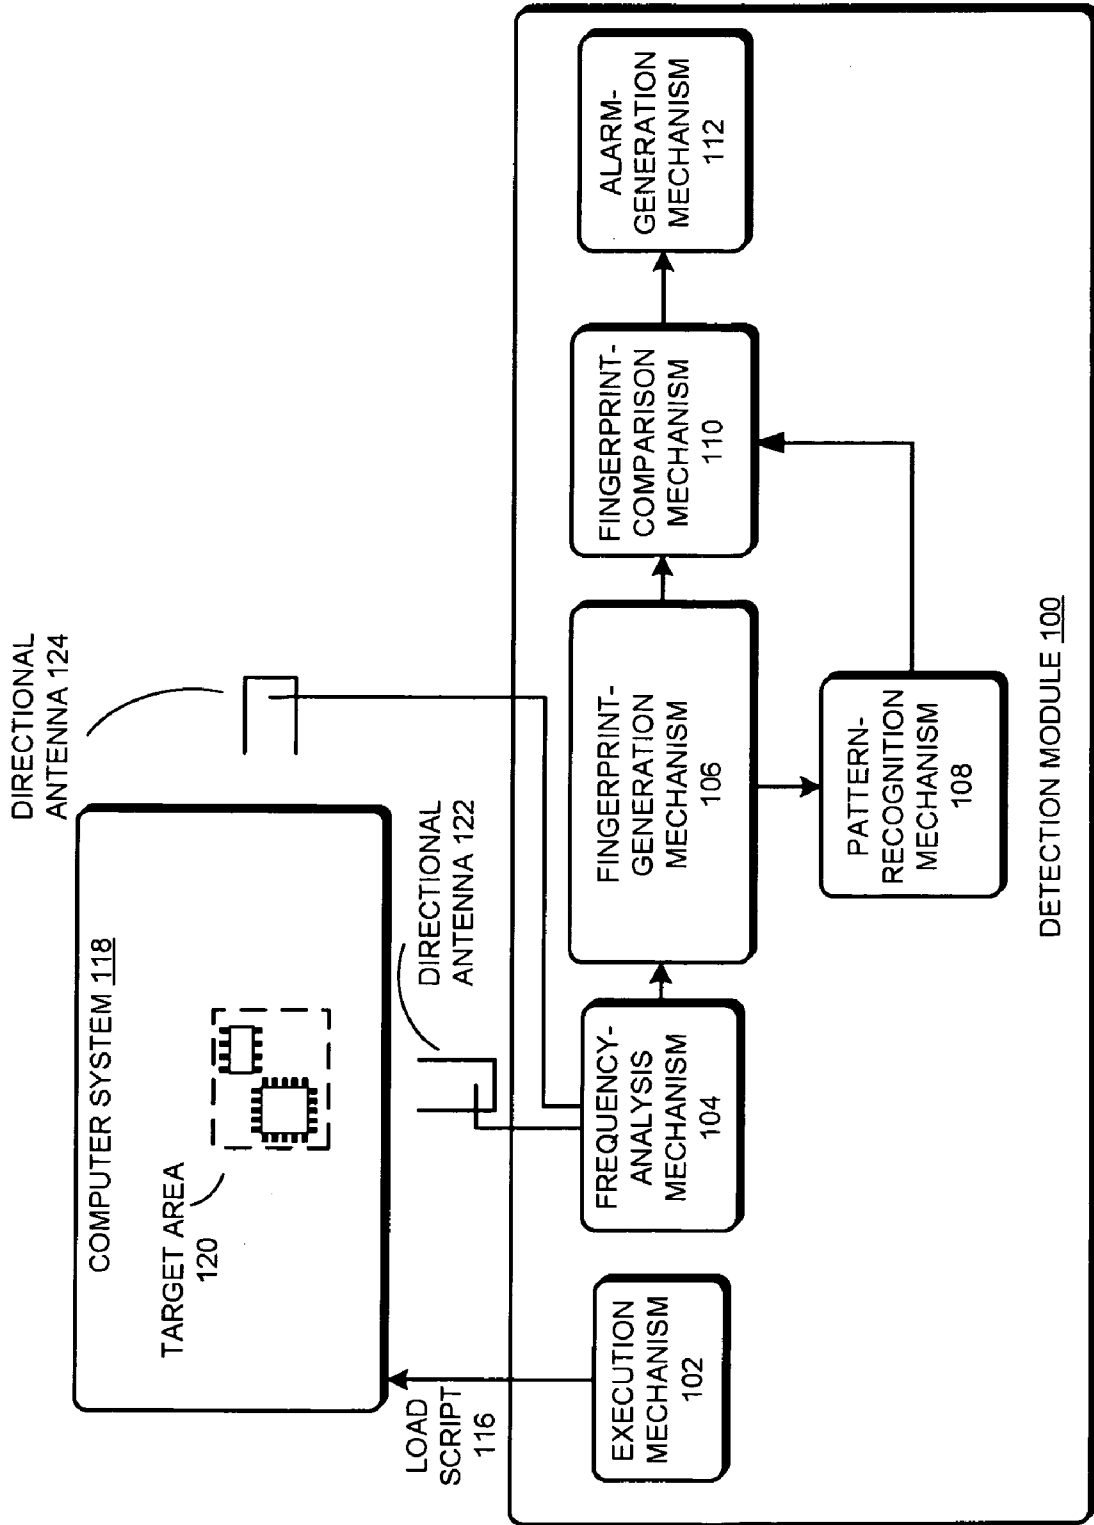 COMPUTER SYSTEM 118
TARGET AREA
120
DIRECTIONAL
ANTENNA 124
DIRECTIONAL
ANTENNA 122
LOAD
SCRIPT
116
EXECUTION
MECHANISM
102
FREQUENCY-
ANALYSIS
MECHANISM
104
FINGERPRINT-
GENERATION
MECHANISM
106
FINGERPRINT-
COMPARISON
MECHANISM
110
ALARM-
GENERATION
MECHANISM
112
PATTERN-
RECOGNITION
MECHANISM
108
DETECTION MODULE 100